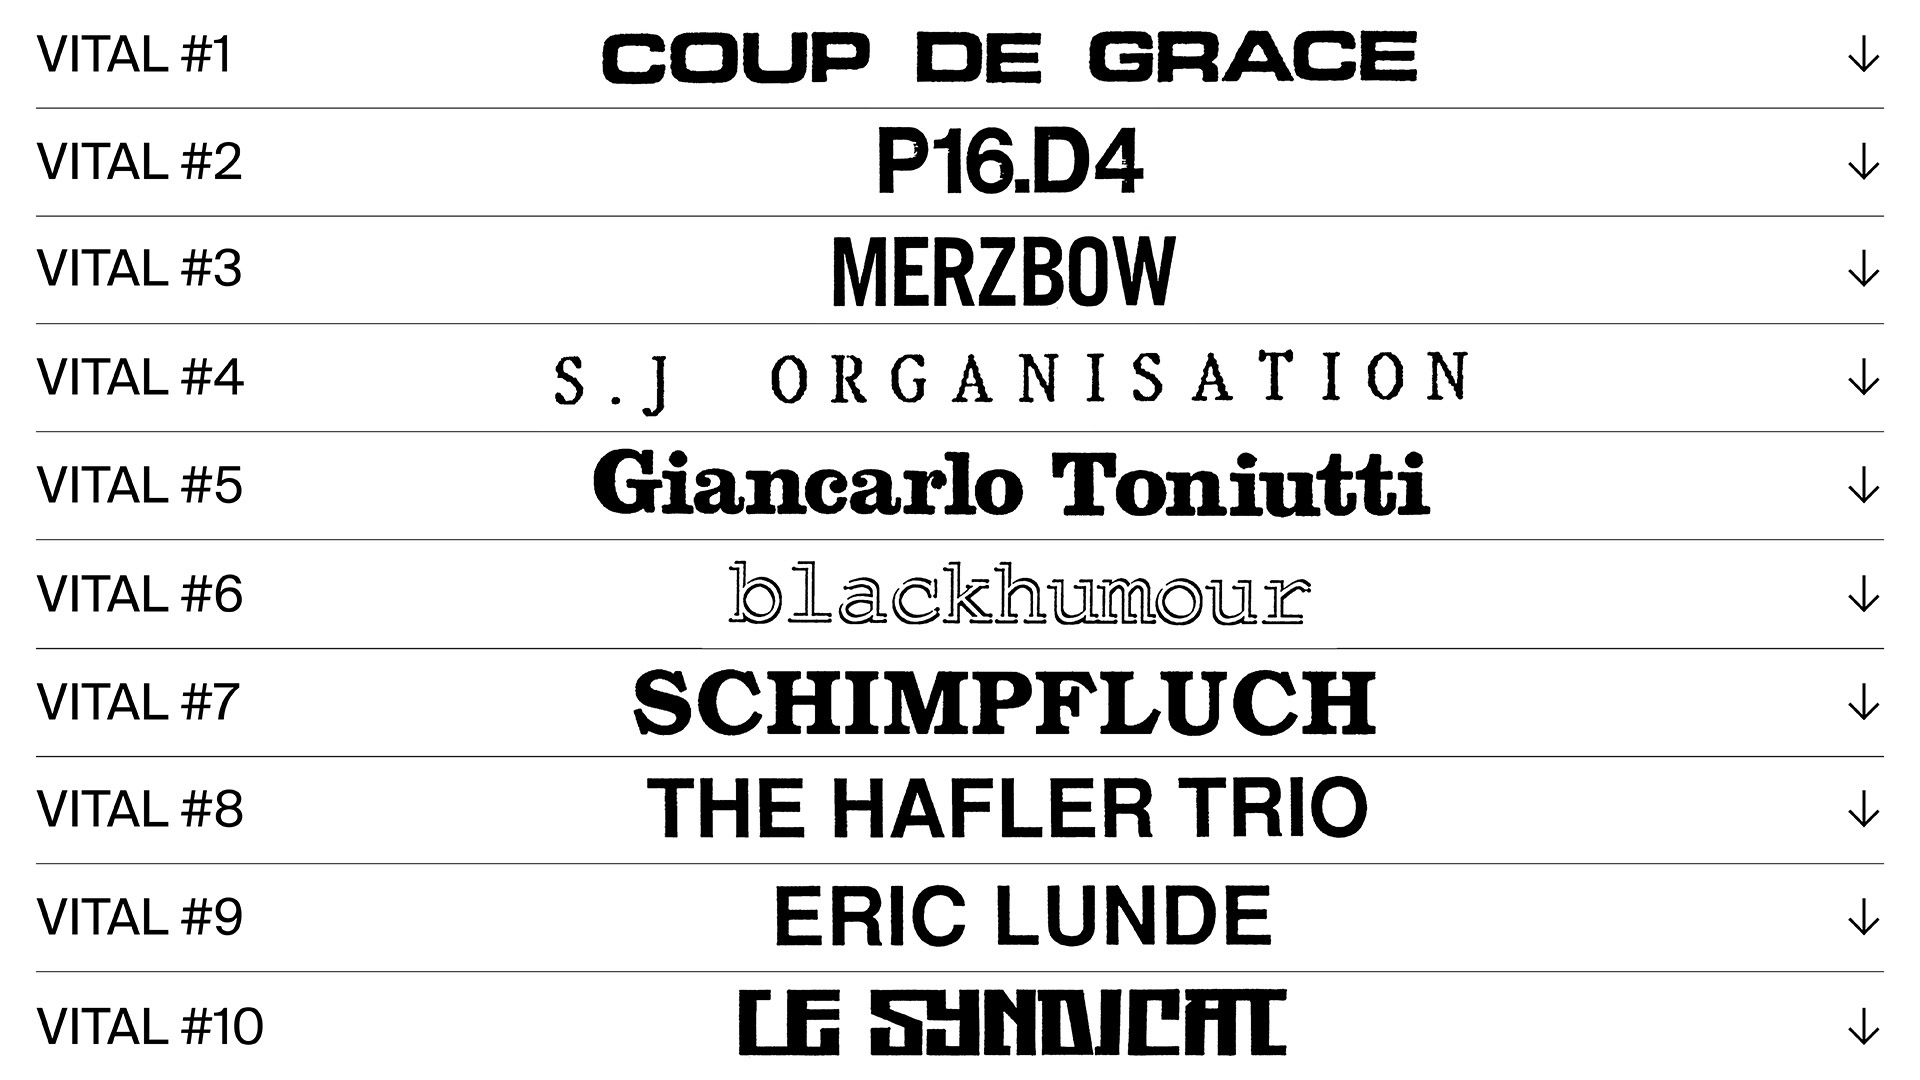 VITAL #1 COUP DE GRACE ↓
VITAL #2 P16.D4 ↓
VITAL #3 MERZBOW ↓
VITAL #4 S.J ORGANISATION ↓
VITAL #5 Giancarlo Toniutti ↓
VITAL #6 blackhumour ↓
VITAL #7 SCHIMPFLUCH ↓
VITAL #8 THE HAFLER TRIO ↓
VITAL #9 ERIC LUNDE ↓
VITAL #10 LE SYNDICAT ↓